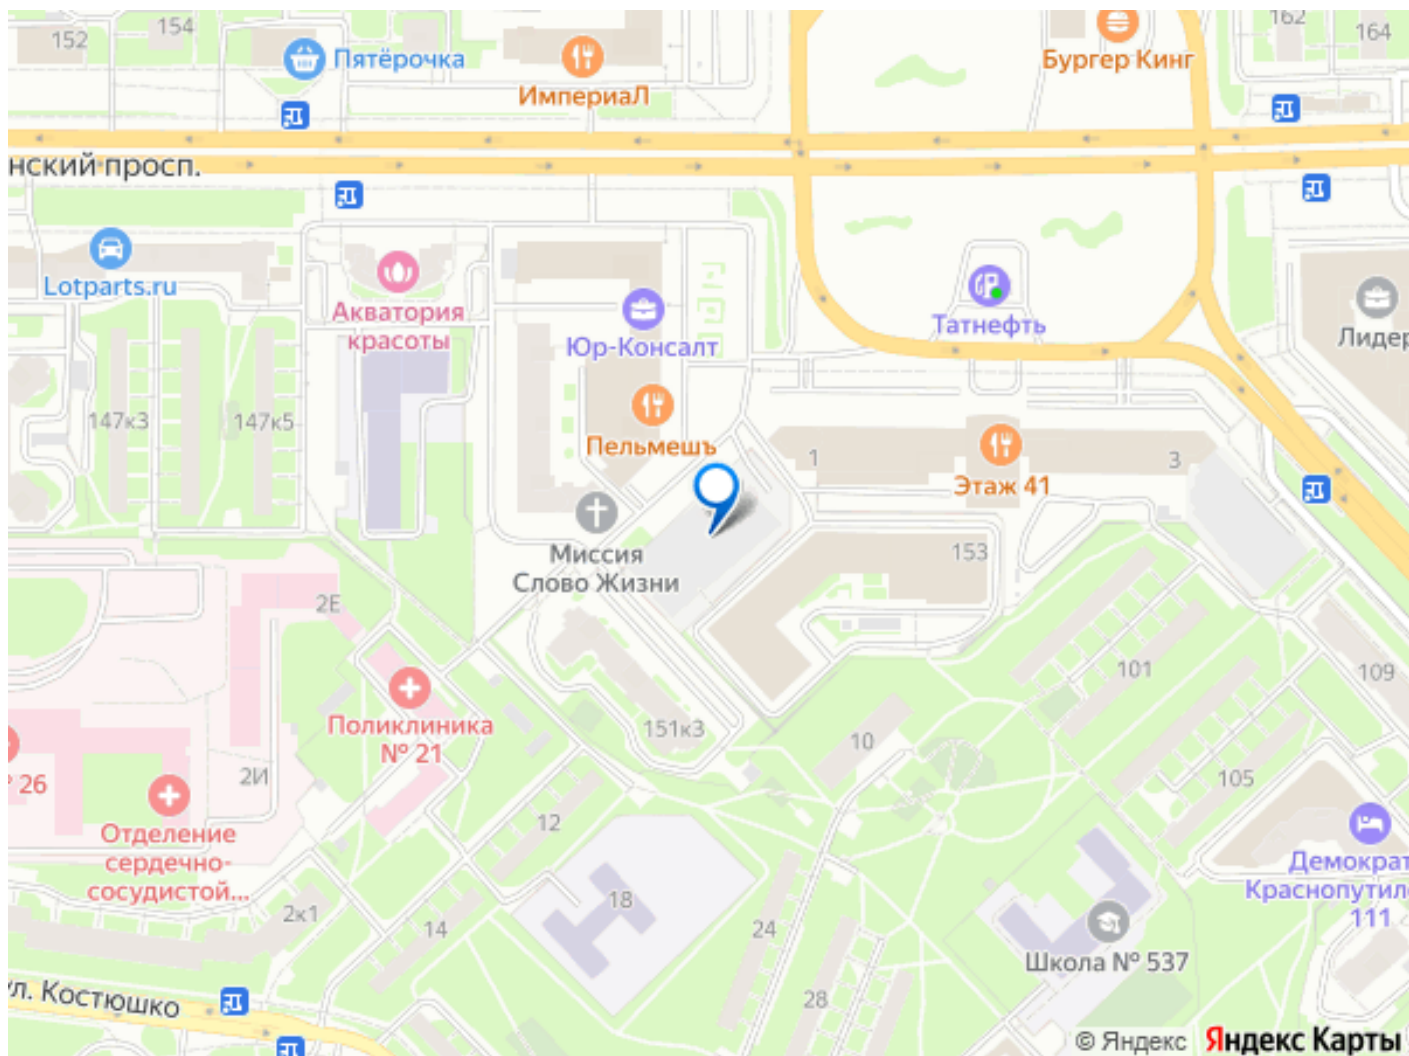 152
154
Пятёрочка
ИмпериаЛ
Бургер Кинг
162
164
нский просп.
Lotparts.ru
Акватория
красоты
Юр-Консалт
Татнефть
Лидер
147к3
147к5
Пельмешъ
1
Этаж 41
3
Миссия
Слово Жизни
153
2Е
101
109
Поликлиника
№ 21
151к3
10
№ 26
2И
105
12
Отделение
сердечно-
сосудистой...
Демократ
Краснопутил
111
2к1
14
18
24
Школа № 537
ул. Костюшко
28
© Яндекс Яндекс Карты